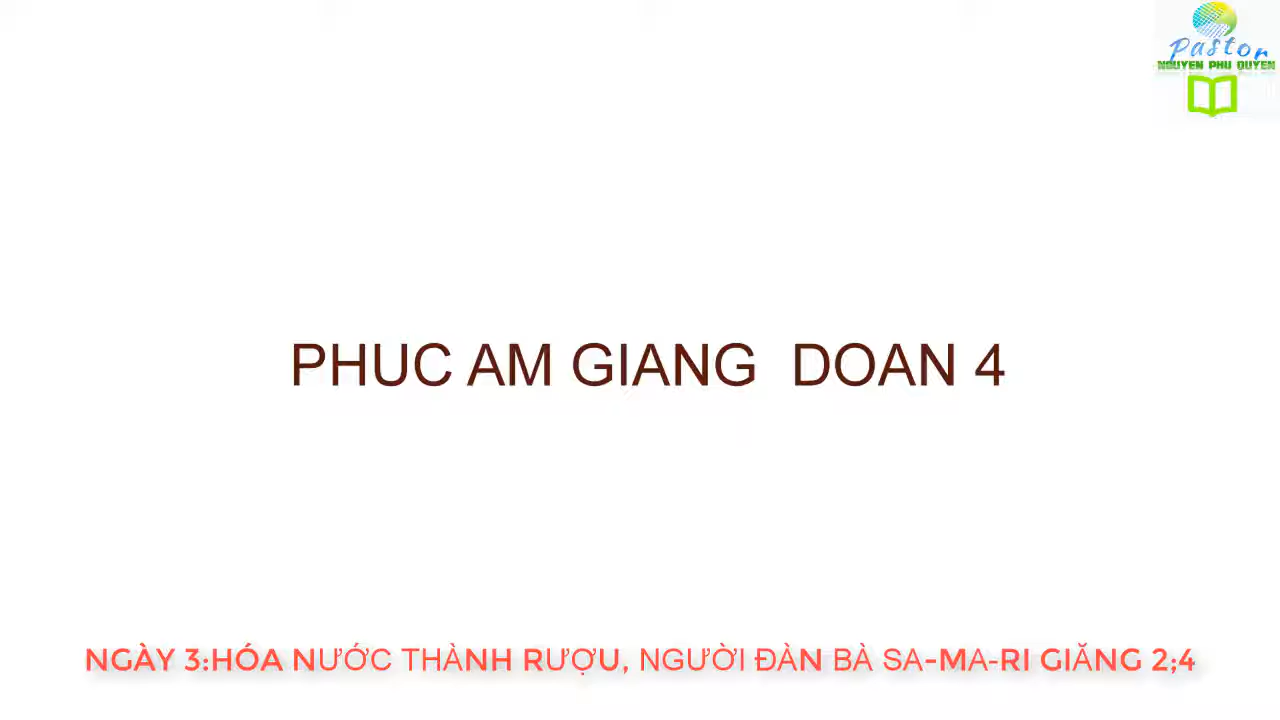 Pastor
NGUYEN PHU QUYEN
PHUC AM GIANG DOAN 4
NGÀY 3:HÓA NƯỚC THÀNH RƯỢU, NGƯỜI ĐÀN BÀ SA-MA-RI GIĂNG 2;4